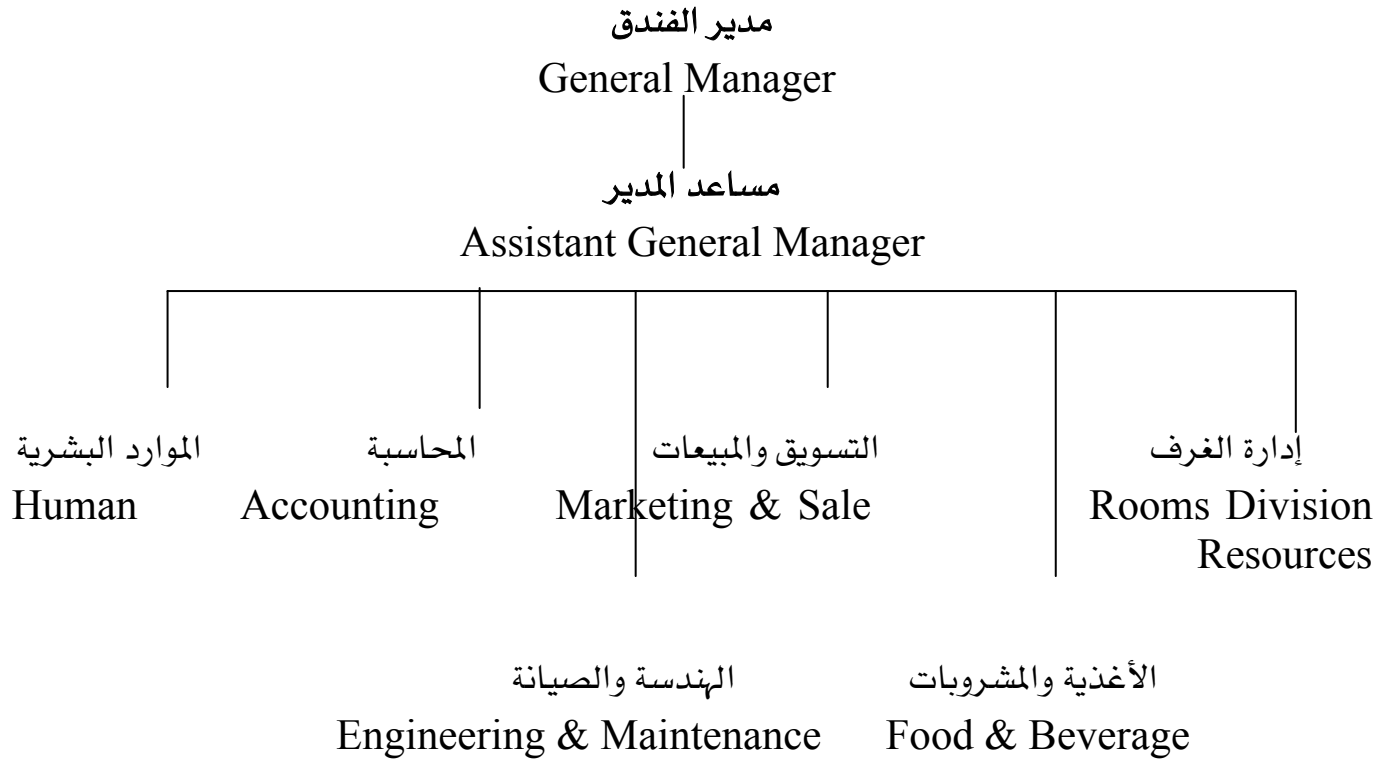 مدير الفندق
General Manager
مساعد المدير
Assistant General Manager
إدارة الغرف التسويق والمبيعات المحاسبة الموارد البشرية
Human Accounting Marketing & Sale Rooms Division
Resources
الأغذية والمشروبات الهندسة والصيانة
Engineering & Maintenance Food & Beverage